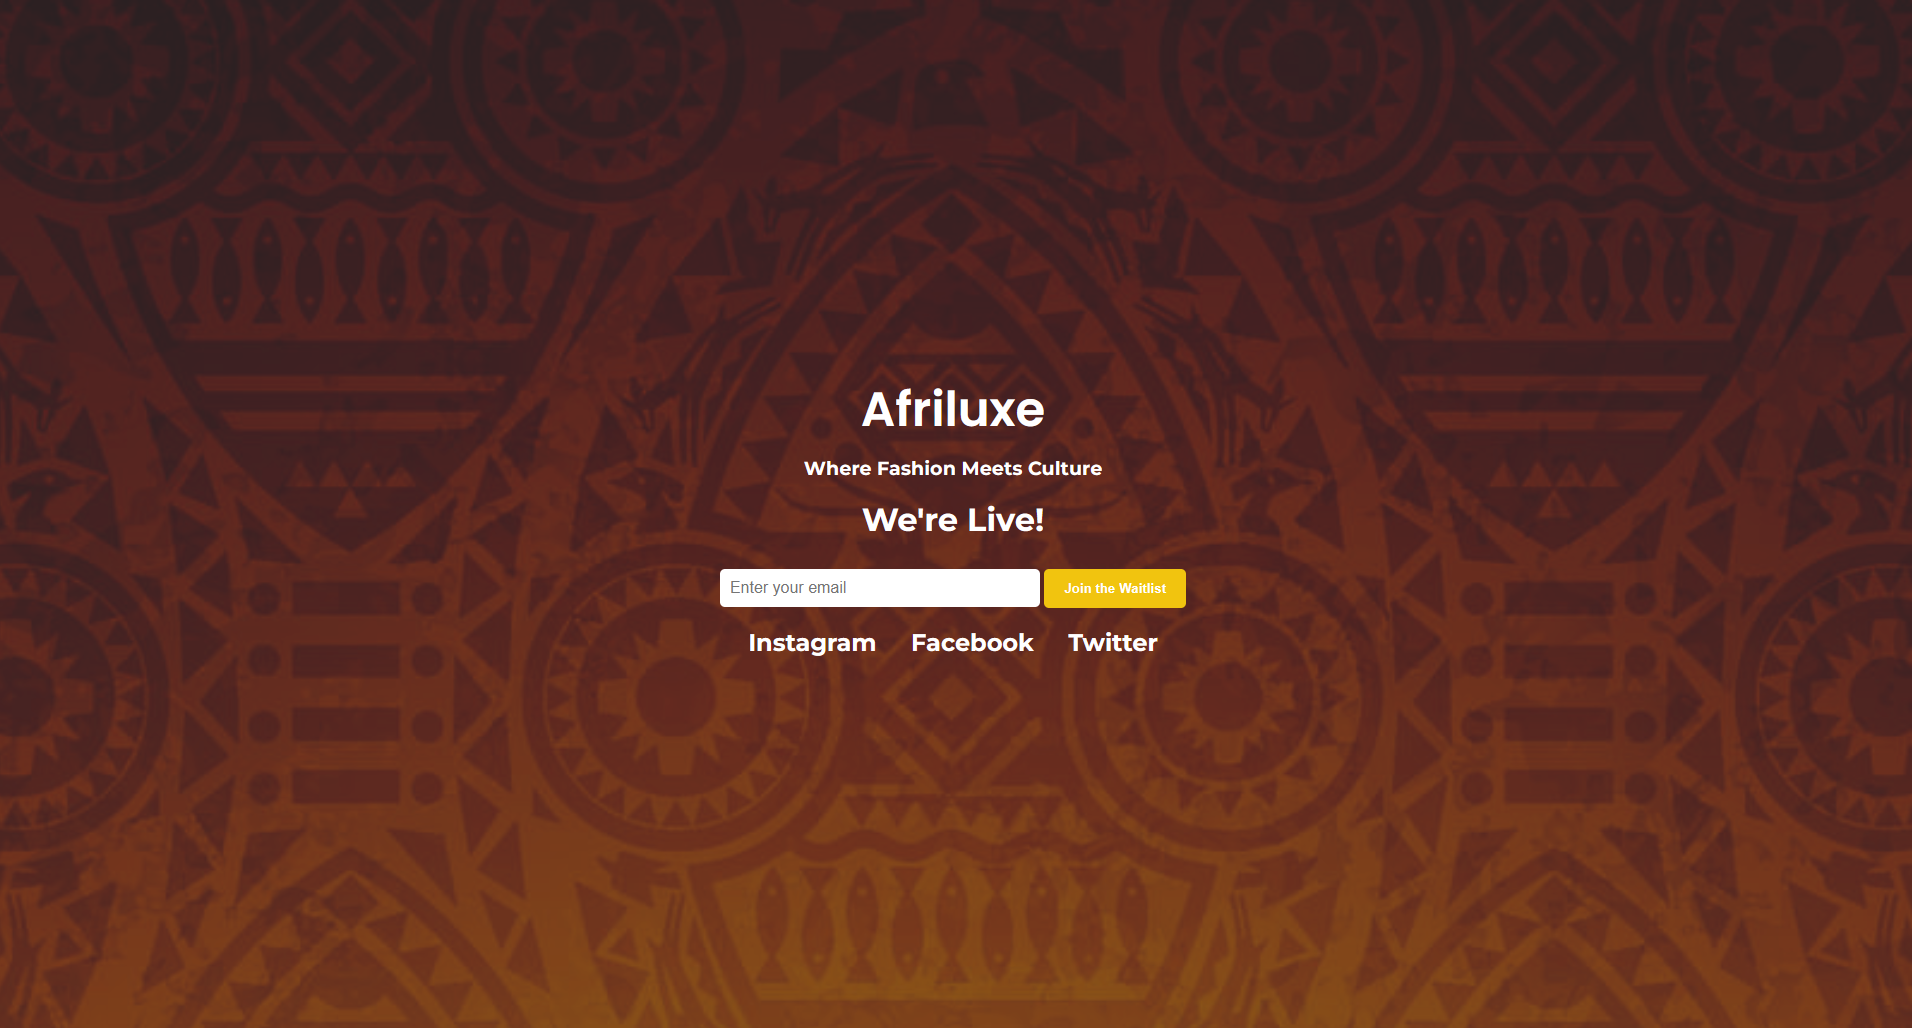 Afriluxe
Where Fashion Meets Culture
We're Live!
Enter your email Join the Waitlist
Instagram Facebook Twitter